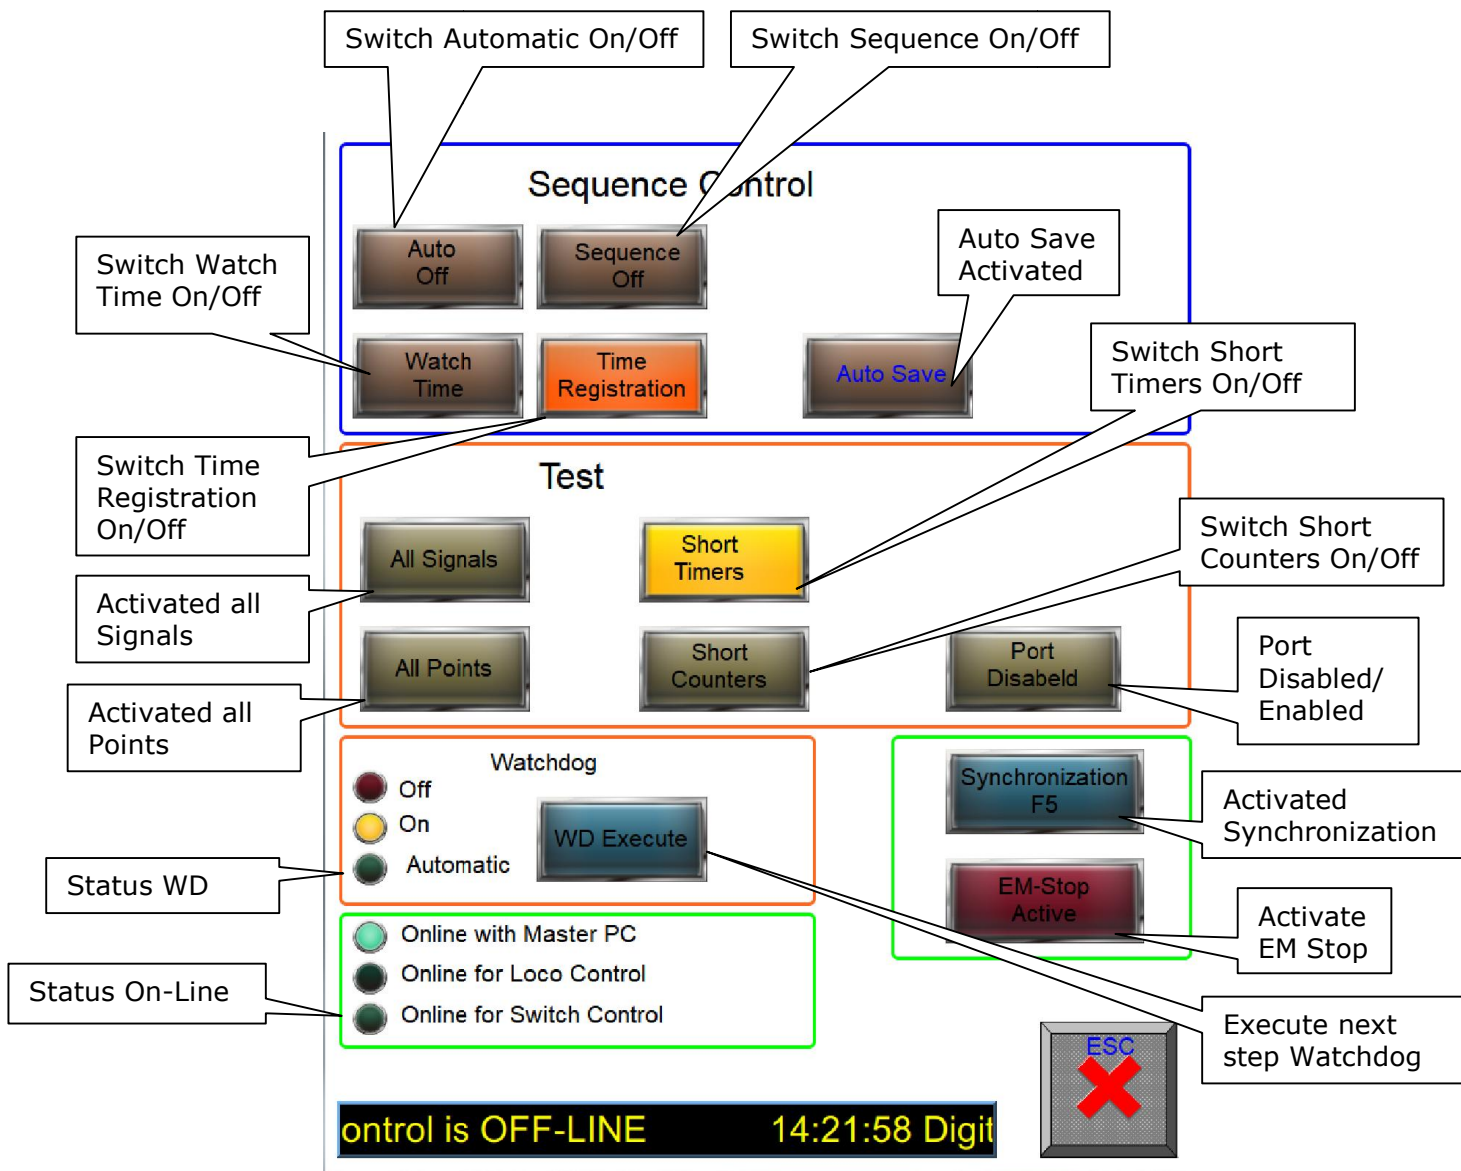 Switch Automatic On/Off
Switch Sequence On/Off
Sequence Control
Auto
Off
Sequence
Off
Auto Save
Activated
Switch Watch
Time On/Off
Watch
Time
Time
Registration
Auto Save
Switch Short
Timers On/Off
Switch Time
Registration
On/Off
Test
All Signals
Short
Timers
Switch Short
Counters On/Off
Activated all
Signals
All Points
Short
Counters
Port
Disabeld
Port
Disabled/
Enabled
Activated all
Points
Watchdog
Off
On
Automatic
WD Execute
Synchronization
F5
Activated
Synchronization
Status WD
EM-Stop
Active
Activate
EM Stop
Online with Master PC
Online for Loco Control
Online for Switch Control
Status On-Line
Execute next
step Watchdog
ESC
ontrol is OFF-LINE 14:21:58 Digit